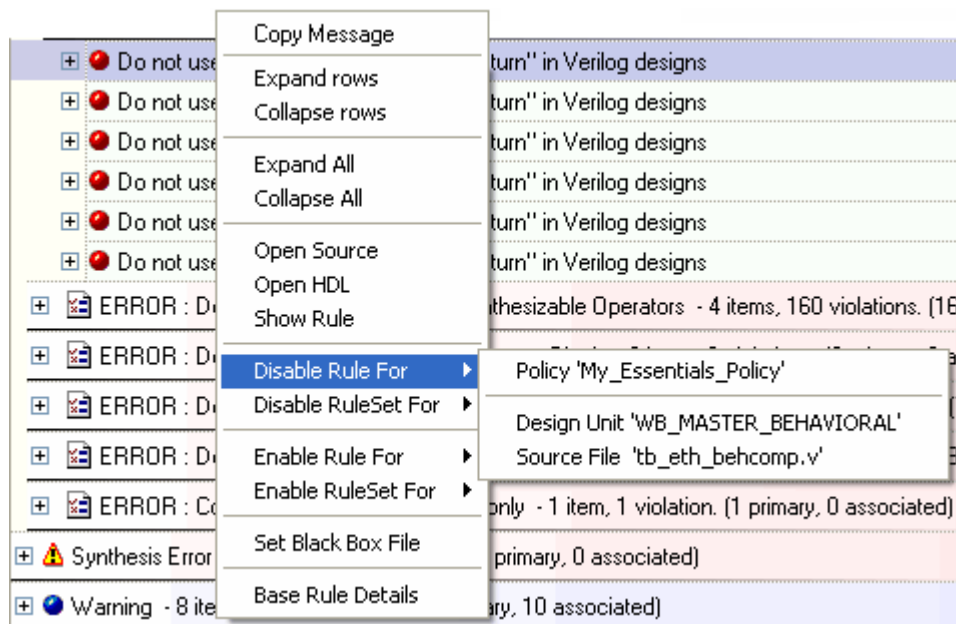 Copy Message
Do not use turn" in Verilog designs
Expand rows
Do not use turn" in Verilog designs
Collapse rows
Do not use turn" in Verilog designs
Expand All
Do not use turn" in Verilog designs
Collapse All
Do not use turn" in Verilog designs
Open Source
Do not use turn" in Verilog designs
Open HDL
ERROR : Operators - 4 items, 160 violations. (16
Show Rule
ERROR :
Disable Rule For
Policy 'My_Essentials_Policy'
Disable RuleSet For
ERROR :
Design Unit 'WB_MASTER_BEHAVIORAL'
Enable Rule For
ERROR :
Source File 'tb_eth_behcomp.v'
Enable RuleSet For
ERROR : only - 1 item, 1 violation. (1 primary, 0 associated)
Set Black Box File
Synthesis Error primary, 0 associated)
Base Rule Details
Warning - 8 10 associated)